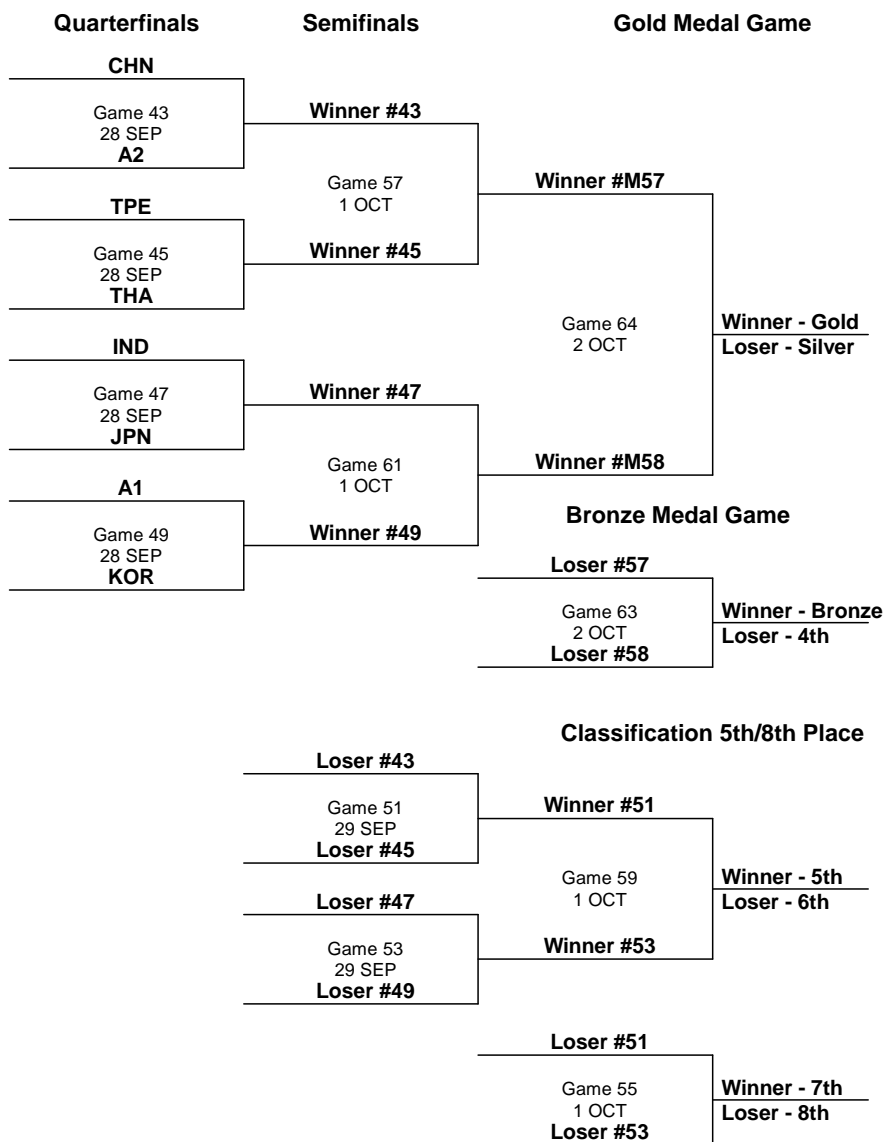 Quarterfinals Semifinals Gold Medal Game
CHN
Game 43
28 SEP
A2
Winner #43
Game 57
1 OCT
TPE
Game 45
28 SEP
THA
Winner #45
Winner #M57
IND
Game 47
28 SEP
JPN
Winner #47
Game 61
1 OCT
A1
Game 49
28 SEP
KOR
Winner #49
Winner #M58
Game 64
2 OCT
Winner - Gold
Loser - Silver
Bronze Medal Game
Loser #57
Game 63
2 OCT
Loser #58
Winner - Bronze
Loser - 4th
Classification 5th/8th Place
Loser #43
Game 51
29 SEP
Loser #45
Winner #51
Loser #47
Game 53
29 SEP
Loser #49
Winner #53
Game 59
1 OCT
Winner - 5th
Loser - 6th
Loser #51
Game 55
1 OCT
Loser #53
Winner - 7th
Loser - 8th